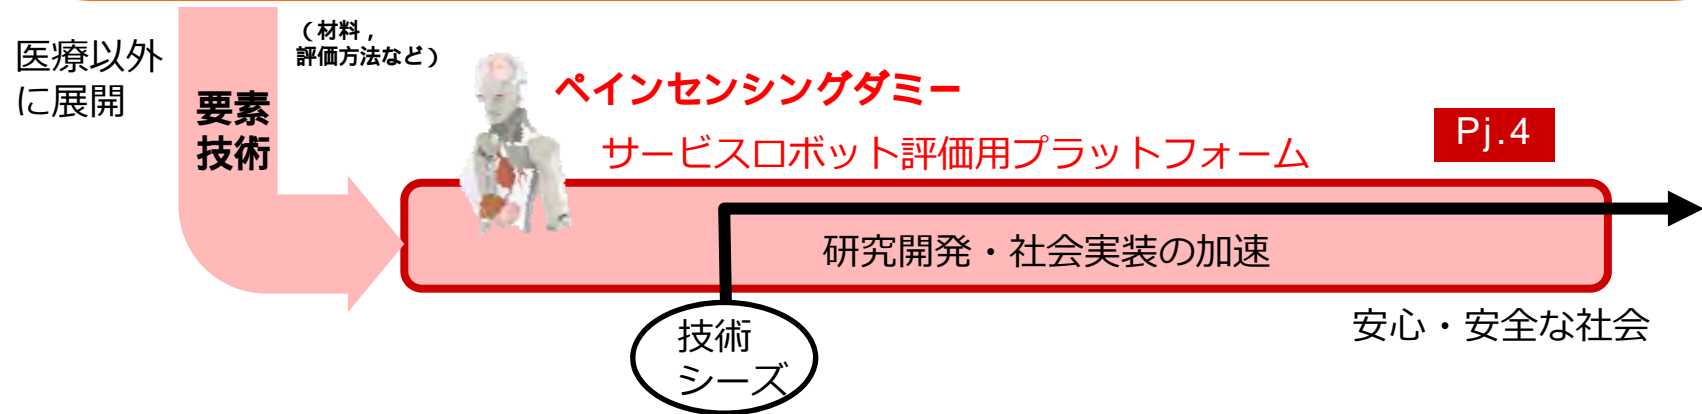 医療以外
に展開
要素
技術
（材料，
評価方法など）
ペインセンシングダミー
サービスロボット評価用プラットフォーム
Pj.4
研究開発・社会実装の加速
技術
シーズ
安心・安全な社会